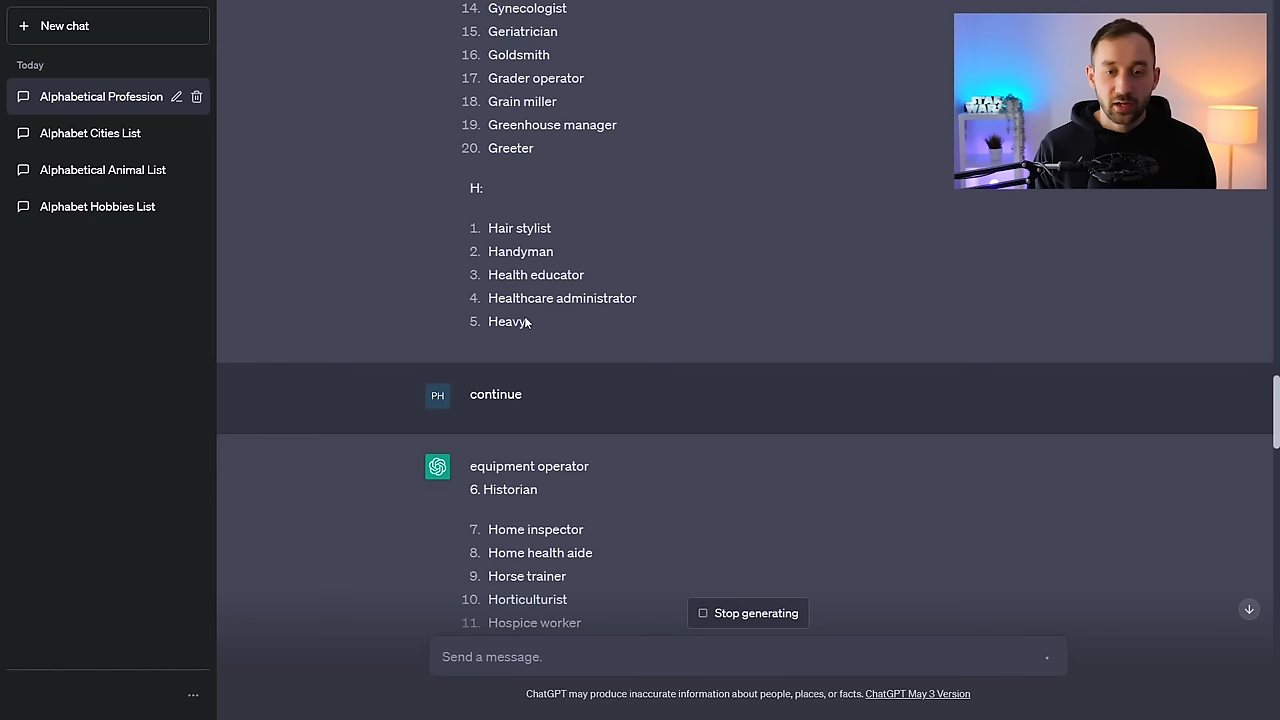 New chat
Today
Alphabetical Profession
Alphabet Cities List
Alphabetical Animal List
Alphabet Hobbies List
14. Gynecologist
15. Geriatrician
16. Goldsmith
17. Grader operator
18. Grain miller
19. Greenhouse manager
20. Greeter
H:
1. Hair stylist
2. Handyman
3. Health educator
4. Healthcare administrator
5. Heavy
PH
continue
equipment operator
6. Historian
7. Home inspector
8. Home health aide
9. Horse trainer
10. Horticulturist
11. Hospice worker
Stop generating
Send a message.
ChatGPT may produce inaccurate information about people, places, or facts. ChatGPT May 3 Version
STAR
WARS